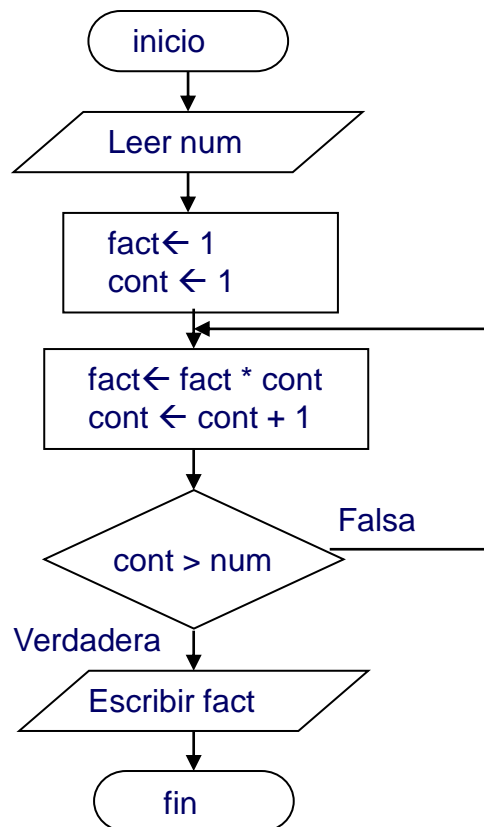 inicio
Leer num
fact← 1
cont ← 1
fact← fact * cont
cont ← cont + 1
Falsa
cont > num
Verdadera
Escribir fact
fin